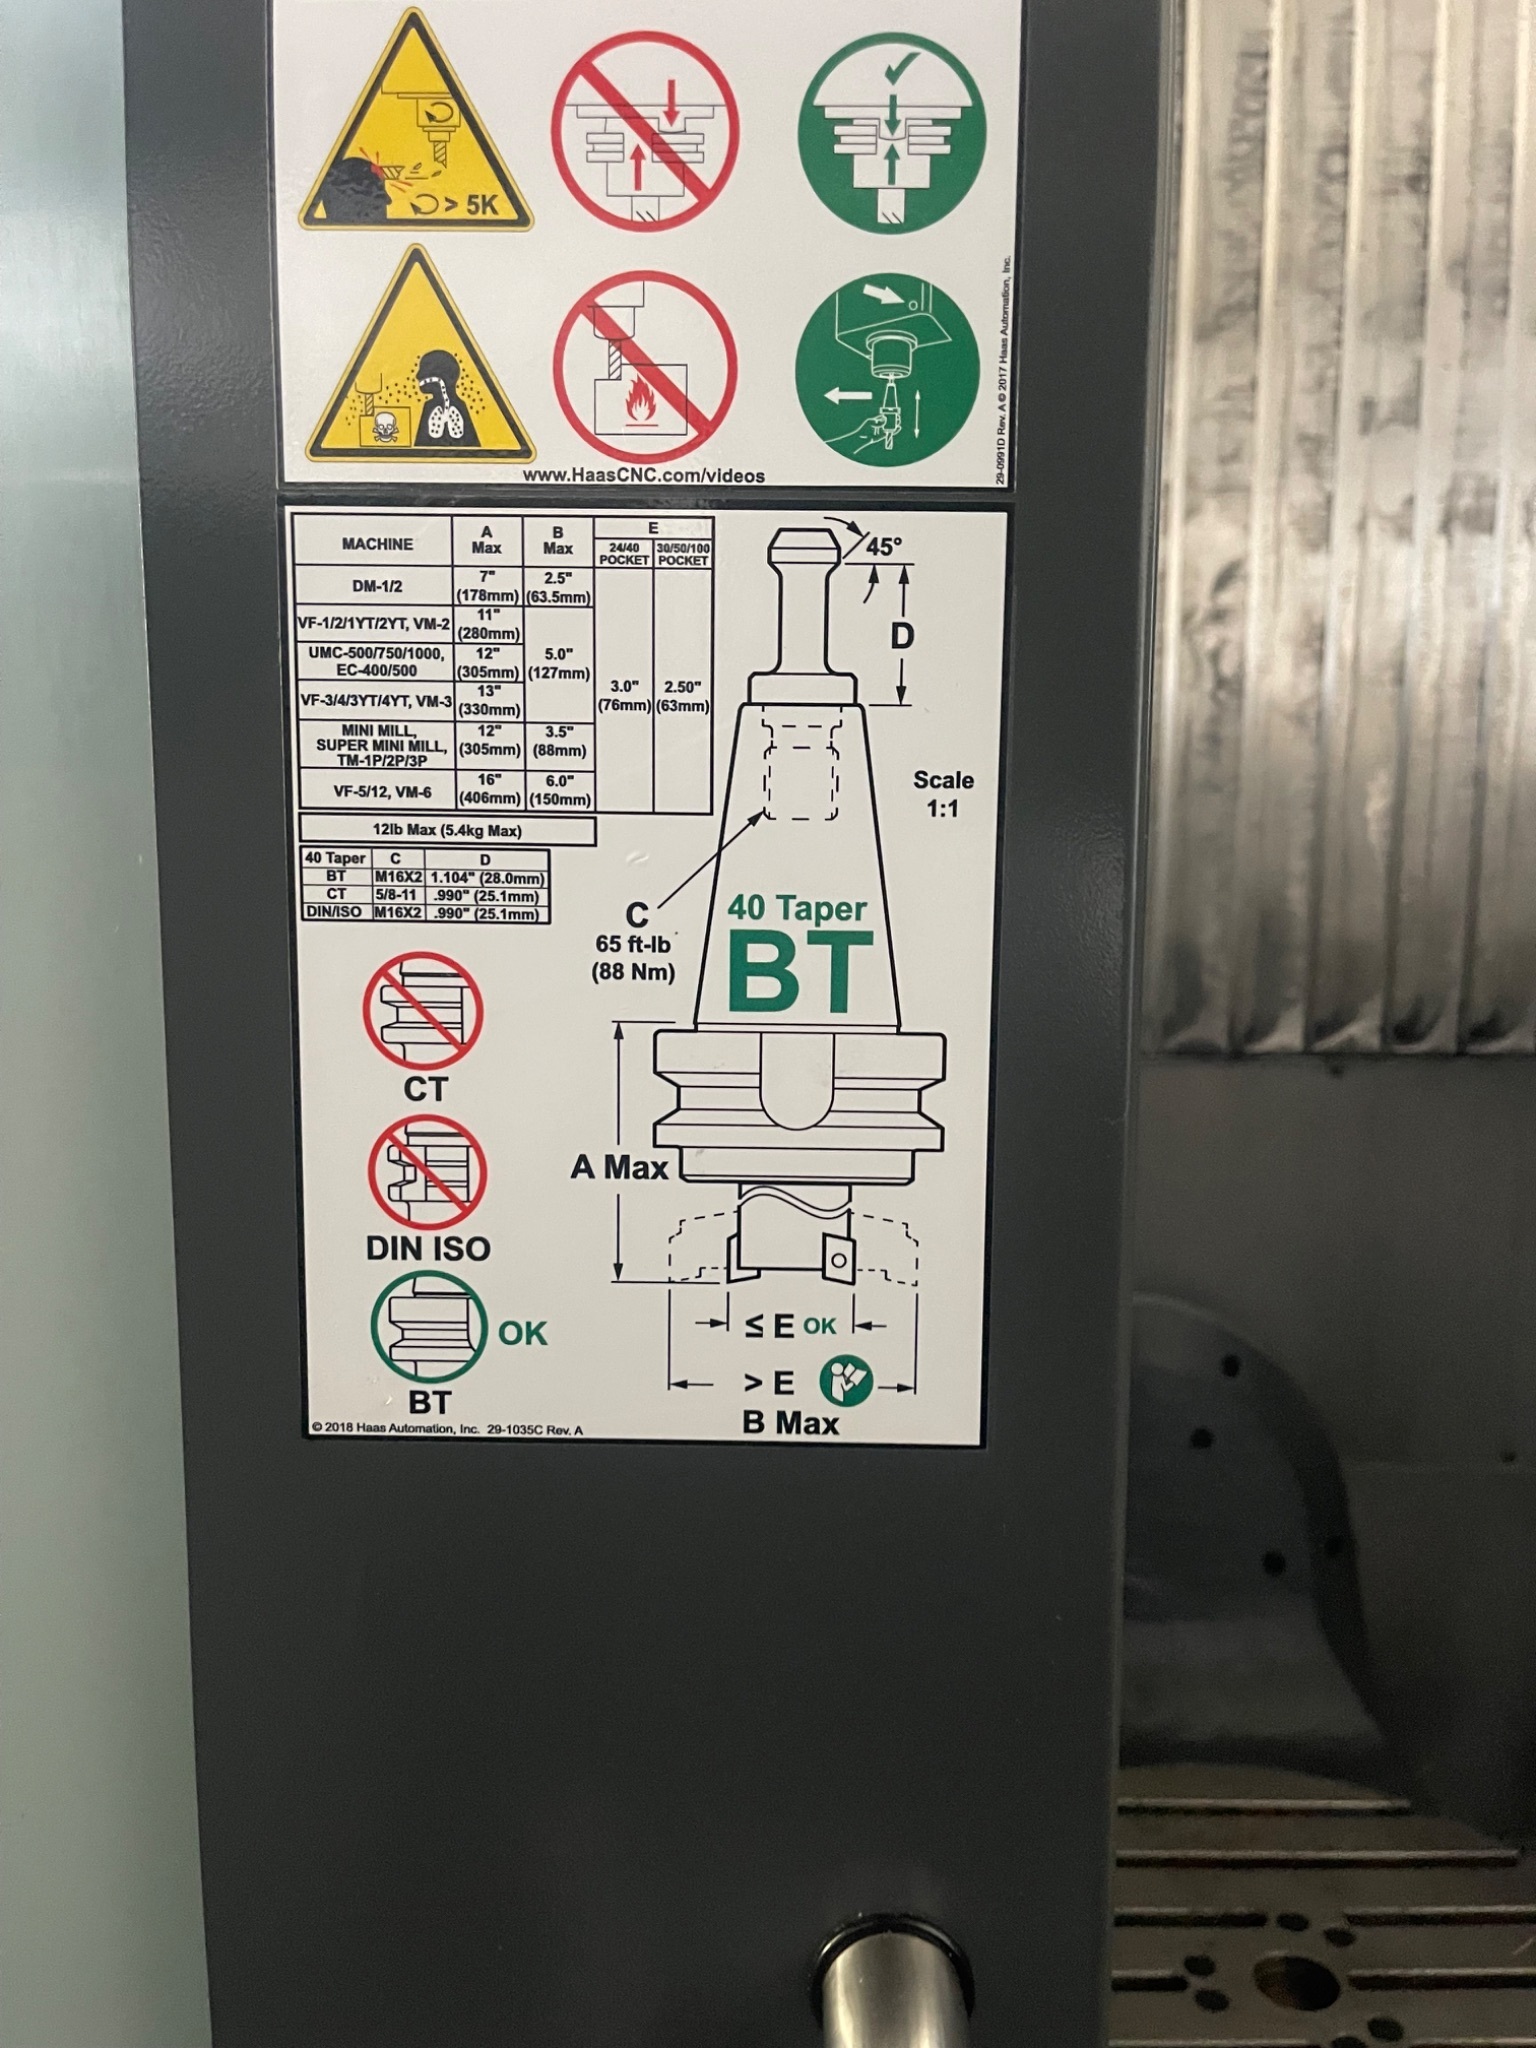 > 5K
www.HaasCNC.com/videos
29-0991D Rev. A © 2017 Haas Automation, Inc.
MACHINE A Max B Max E
24/40 POCKET 30/50/100 POCKET
DM-1/2 7" (178mm) 2.5" (63.5mm)
VF-1/2/1YT/2YT, VM-2 11" (280mm)
UMC-500/750/1000, EC-400/500 12" (305mm) 5.0" (127mm)
VF-3/4/3YT/4YT, VM-3 13" (330mm)
3.0" (76mm) 2.50" (63mm)
MINI MILL, SUPER MINI MILL, TM-1P/2P/3P 12" (305mm) 3.5" (88mm)
VF-5/12, VM-6 16" (406mm) 6.0" (150mm)
12lb Max (5.4kg Max)
40 Taper C D
BT M16X2 1.104" (28.0mm)
CT 5/8-11 .990" (25.1mm)
DIN/ISO M16X2 .990" (25.1mm)
45°
D
Scale
1:1
C
65 ft-lb
(88 Nm)
40 Taper
BT
CT
DIN ISO
OK
BT
A Max
≤ E OK
> E
B Max
© 2018 Haas Automation, Inc. 29-1035C Rev. A